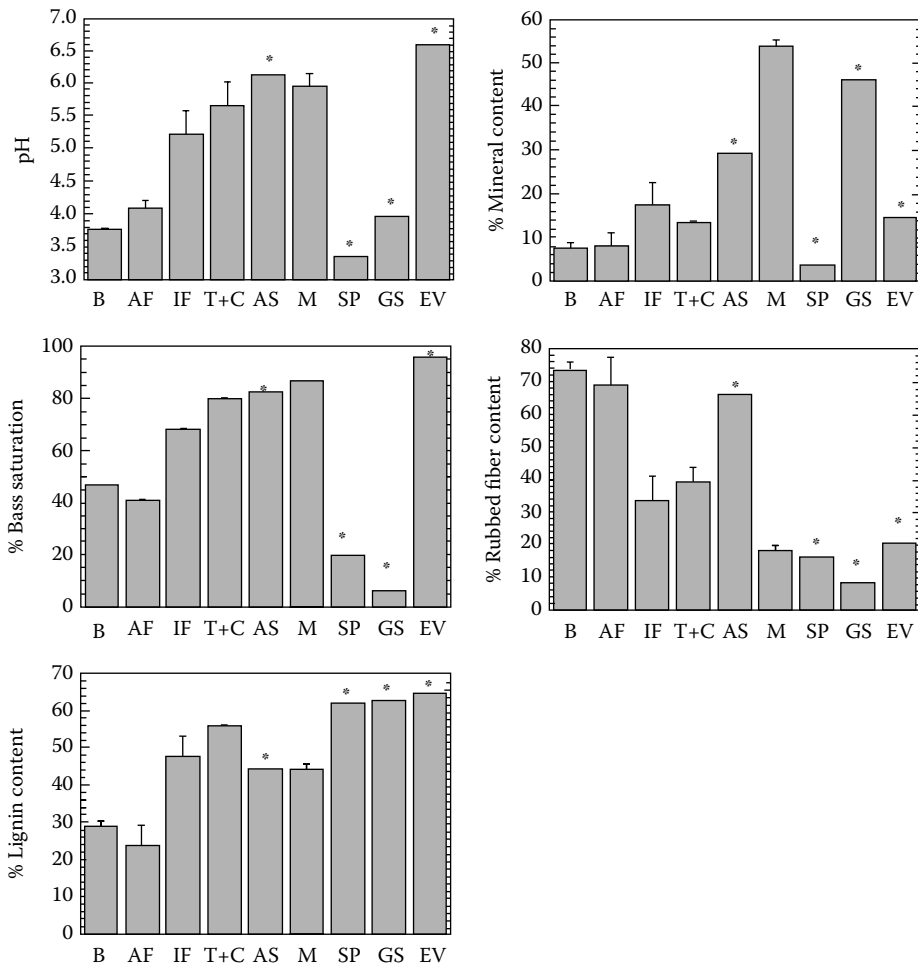 pH
6.5
7.0
6.0
5.5
5.0
4.5
4.0
3.5
3.0
* * * *
B AF IF T+C AS M SP GS EV
% Mineral content
60
50
40
30
20
10
0
* * * *
B AF IF T+C AS M SP GS EV
% Bass saturation
100
80
60
40
20
0
* * * *
B AF IF T+C AS M SP GS EV
% Rubbed fiber content
80
70
60
50
40
30
20
10
0
* * * *
B AF IF T+C AS M SP GS EV
% Lignin content
70
60
50
40
30
20
10
0
* * * *
B AF IF T+C AS M SP GS EV